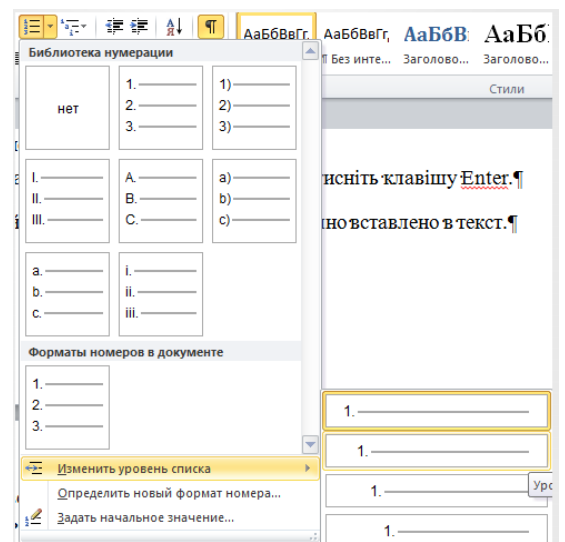 АаБбВвГг, АаБбВвГг, АаБбВ: АаБб.
¶ Без инте... Заголово... Заголово...
Стили
Библиотека нумерации
нет
1.
2.
3.
1)
2)
3)
I.
II.
III.
A.
B.
C.
a)
b)
c)
a.
b.
c.
i.
ii.
iii.
исніть клавішу Enter.¶
но вставлено в текст.¶
Форматы номеров в документе
1.
2.
3.
Изменить уровень списка
Определить новый формат номера...
Задать начальное значение...
1.
1.
1.
1.
Уро